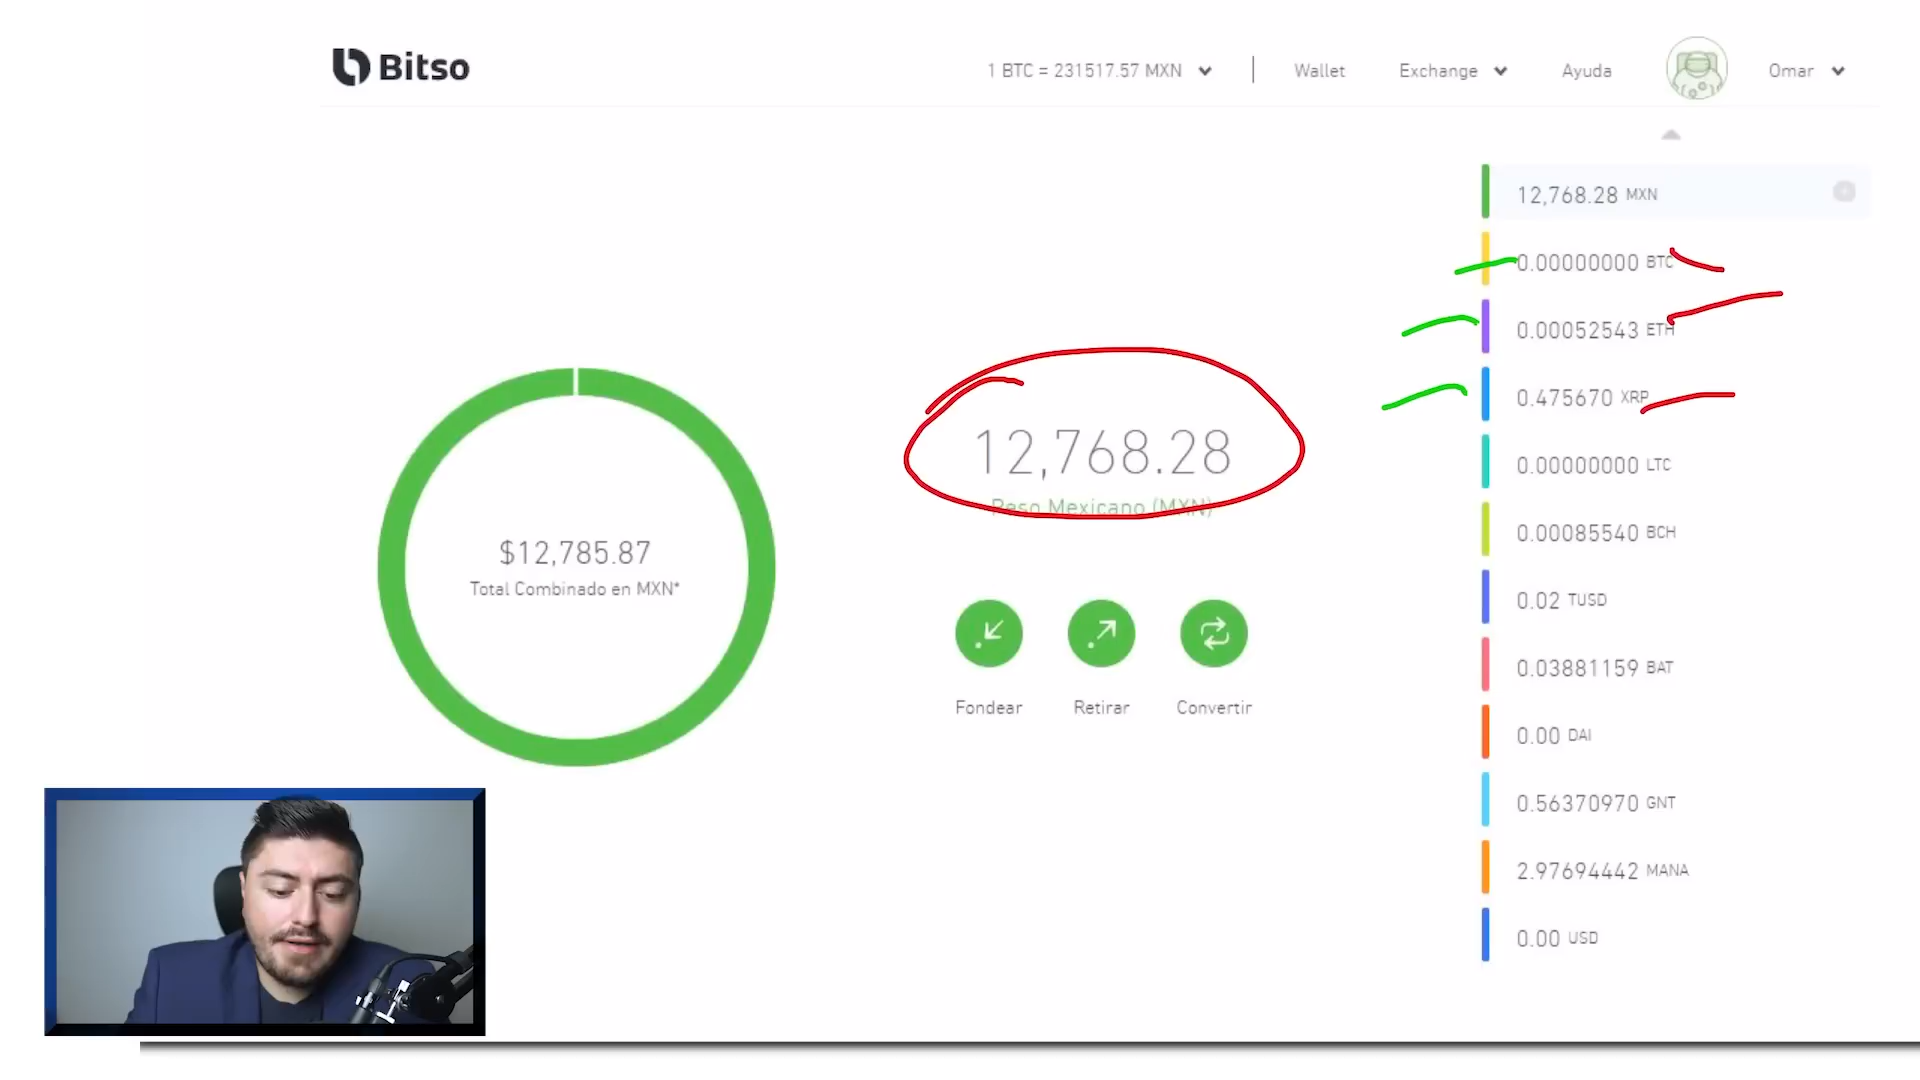 Bitso
1 BTC = 231517.57 MXN
Wallet
Exchange
Ayuda
Omar
12,768.28 MXN
0.00000000 BTC
0.00052543 ETH
0.475670 XRP
0.00000000 LTC
0.00085540 BCH
0.02 TUSD
0.03881159 BAT
0.00 DAI
0.56370970 GNT
2.97694442 MANA
0.00 USD
$12,785.87
Total Combinado en MXN*
12,768.28
Peso Mexicano (MXN)
Fondear
Retirar
Convertir